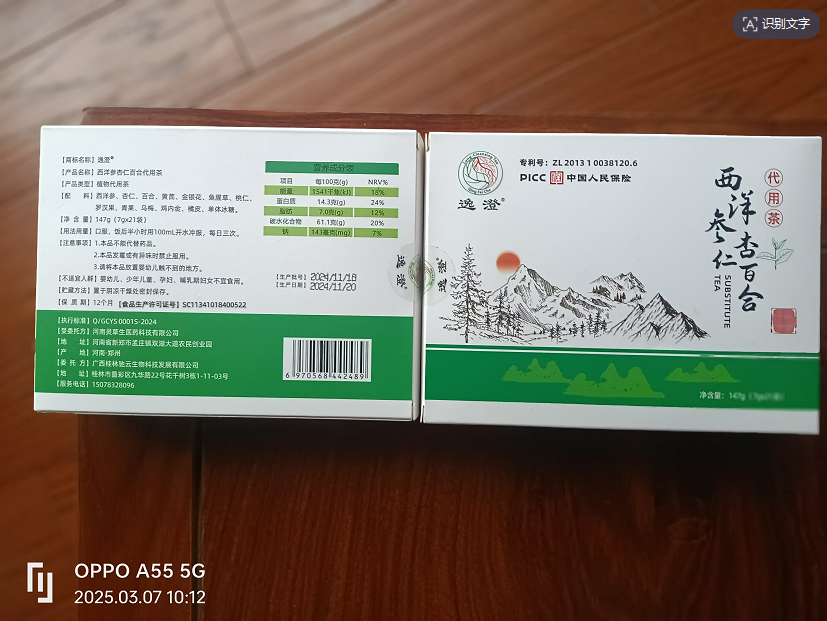 识别文字
【商标名称】逸澄®
【产品名称】西洋参杏仁百合代用茶
【产品类型】植物代用茶
【配　　料】西洋参、杏仁、百合、黄芪、金银花、鱼腥草、桃仁、
罗汉果、青果、乌梅、鸡内金、橘皮、单体冰糖。
【净 含 量】147g（7gx21袋）
【用法用量】口服，饭后半小时用100mL开水冲服，每日三次。
【注意事项】1.本品不能代替药品。
2.本品发霉或有异味时禁止服用。
3.请将本品放置婴幼儿触不到的地方。
【不适宜人群】婴幼儿、少年儿童、孕妇、哺乳期妇女不宜食用。
【贮藏方法】置于阴凉干燥处密封保存。
【保 质 期】12个月【食品生产许可证号】SC11341018400522
营养成分表
项目 每100克(g) NRV%
能量 1541千焦(kJ) 18%
蛋白质 14.3克(g) 24%
脂肪 7.0克(g) 12%
碳水化合物 61.1克(g) 20%
钠 143毫克(mg) 7%
【生产批号】2024/11/18
【生产日期】2024/11/20
【执行标准】Q/GCYS 0001S-2024
【受委托方】河南灵草生医药科技有限公司
【地　　址】河南省新郑市孟庄镇双湖大道农民创业园
【产　　地】河南·郑州
【委 托 方】广西桂林驰云生物科技发展有限公司
【地　　址】桂林市叠彩区九华路22号花千树3栋1-11-03号
【服务电话】15078328096
6 970568 442489
逸澄
逸澄
逸澄®
专利号：ZL 2013 1 0038120.6
PICC 中国人民保险
代用茶
西洋参杏仁百合
SUBSTITUTE
TEA
净含量：147g（7gx21袋）
OPPO A55 5G
2025.03.07 10:12